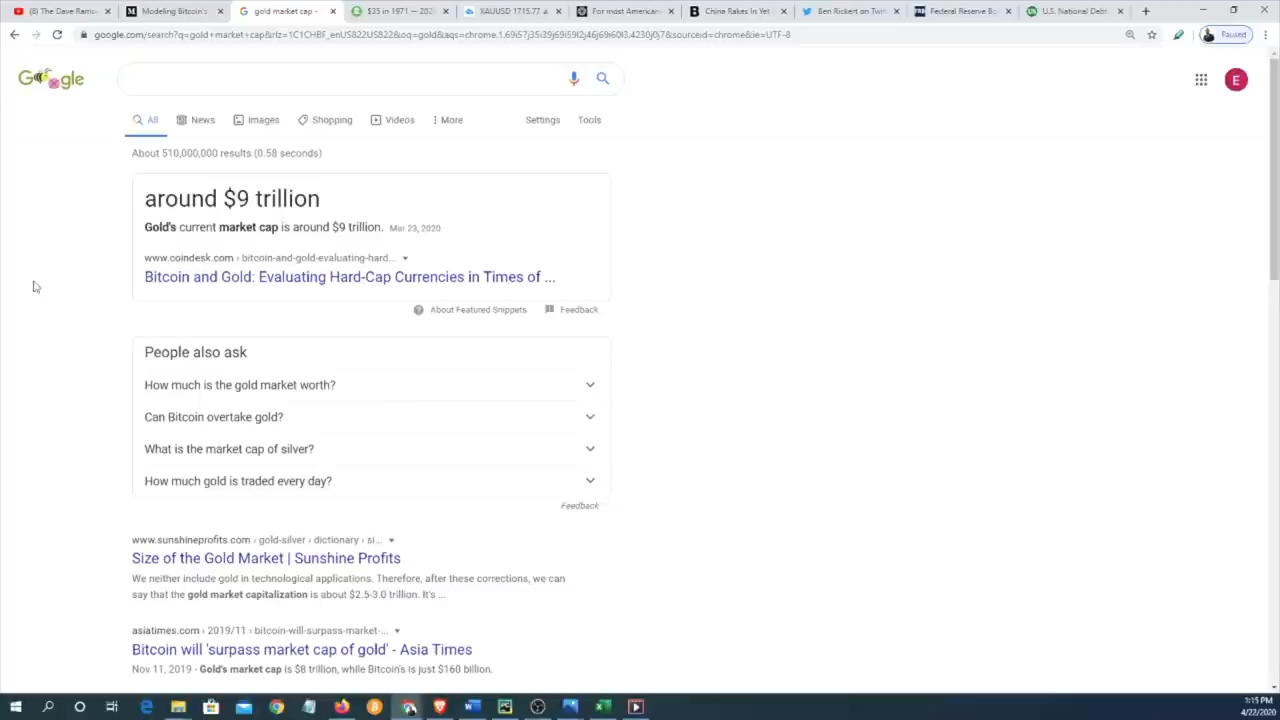 (8) The Dave Rams
Modeling Bitcoin's
gold market cap -
$35 in 1971 — 202
XAUUSD 1715.77
For most American
China Rakes In Yet
Ben Rickert on Twit
Federal Reserve Bo
U.S. National Debt
google.com/search?q=gold+market+cap&rlz=1C1CHBF_enUS822US822&oq=gold&aqs=chrome.1.69i57j35i39j69i59l2j46j69i60l3.4230j0j7&sourceid=chrome&ie=UTF-8
Paused
Google
E
All
News
Images
Shopping
Videos
More
Settings
Tools
About 510,000,000 results (0.58 seconds)
around $9 trillion
Gold's current market cap is around $9 trillion. Mar 23, 2020
www.coindesk.com › bitcoin-and-gold-evaluating-hard...
Bitcoin and Gold: Evaluating Hard-Cap Currencies in Times of ...
About Featured Snippets
Feedback
People also ask
How much is the gold market worth?
Can Bitcoin overtake gold?
What is the market cap of silver?
How much gold is traded every day?
Feedback
www.sunshineprofits.com › gold-silver › dictionary › si...
Size of the Gold Market | Sunshine Profits
We neither include gold in technological applications. Therefore, after these corrections, we can
say that the gold market capitalization is about $2.5-3.0 trillion. It's ...
asiatimes.com › 2019/11 › bitcoin-will-surpass-market-...
Bitcoin will 'surpass market cap of gold' - Asia Times
Nov 11, 2019 - Gold's market cap is $8 trillion, while Bitcoin's is just $160 billion.
1:15 PM
4/22/2020